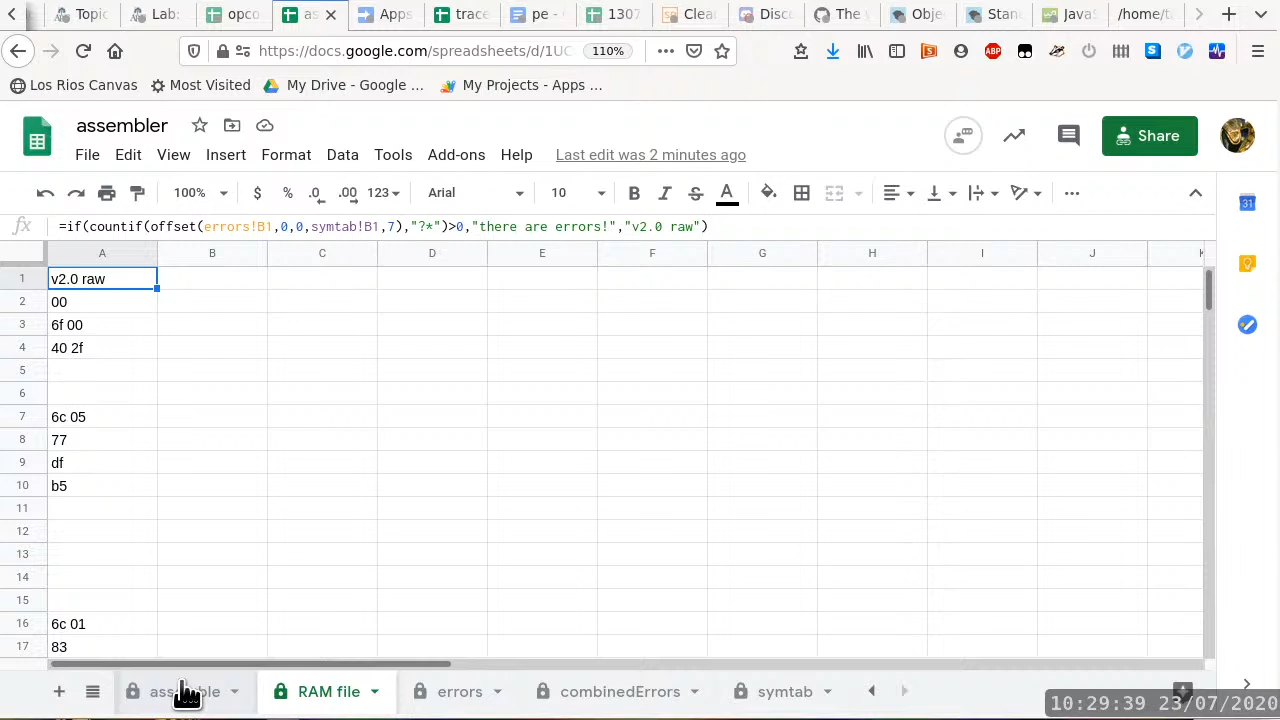 Topic Lab: opco as Apps trace pe - 1307 Clea Disc The Obje Stan Java /home/t
https://docs.google.com/spreadsheets/d/1UC 110%
Los Rios Canvas Most Visited My Drive - Google ... My Projects - Apps ...
assembler
File Edit View Insert Format Data Tools Add-ons Help Last edit was 2 minutes ago
Share
100% $ % .0 .00 123 Arial 10 B I S A
fx =if(countif(offset(errors!B1,0,0,symtab!B1,7),"?*")>0,"there are errors!","v2.0 raw")
A B C D E F G H I J K
1 v2.0 raw
2 00
3 6f 00
4 40 2f
5
6
7 6c 05
8 77
9 df
10 b5
11
12
13
14
15
16 6c 01
17 83
RAM file errors combinedErrors symtab
10:29:39 23/07/2020